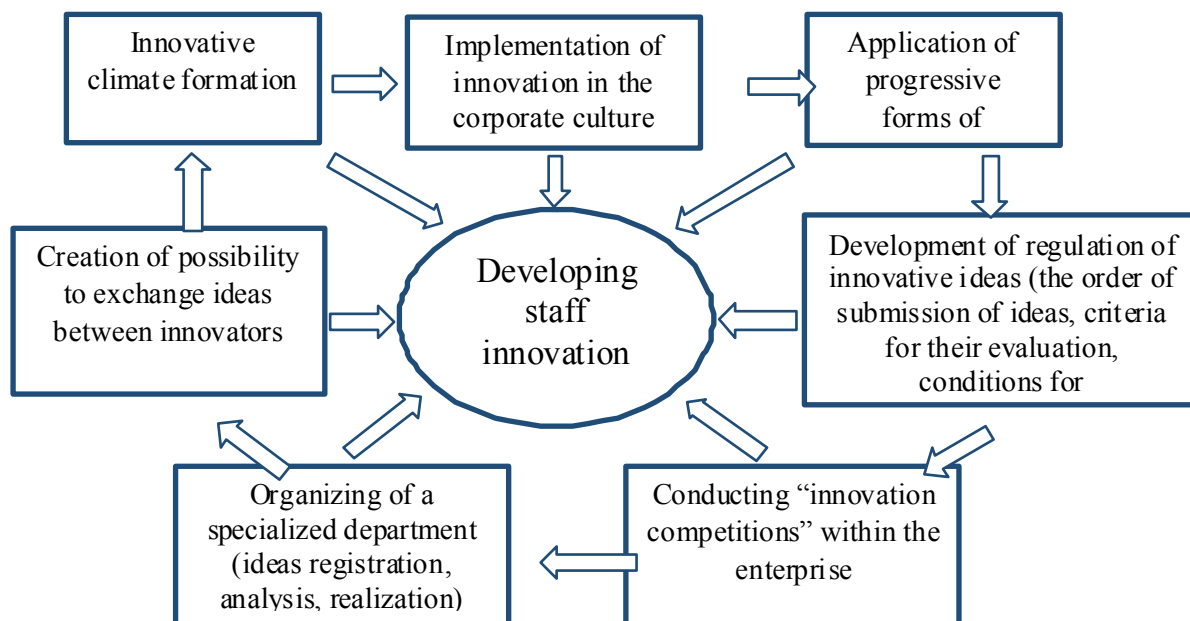 Innovative
climate formation
Implementation of
innovation in the
corporate culture
Application of
progressive
forms of
Creation of possibility
to exchange ideas
between innovators
Developing
staff
innovation
Development of regulation of
innovative ideas (the order of
submission of ideas, criteria
for their evaluation,
conditions for
Organizing of a
specialized department
(ideas registration,
analysis, realization)
Conducting “innovation
competitions” within the
enterprise